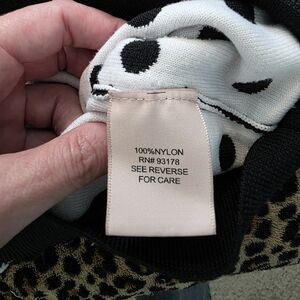 100%NYLON
RN# 93178
SEE REVERSE
FOR CARE